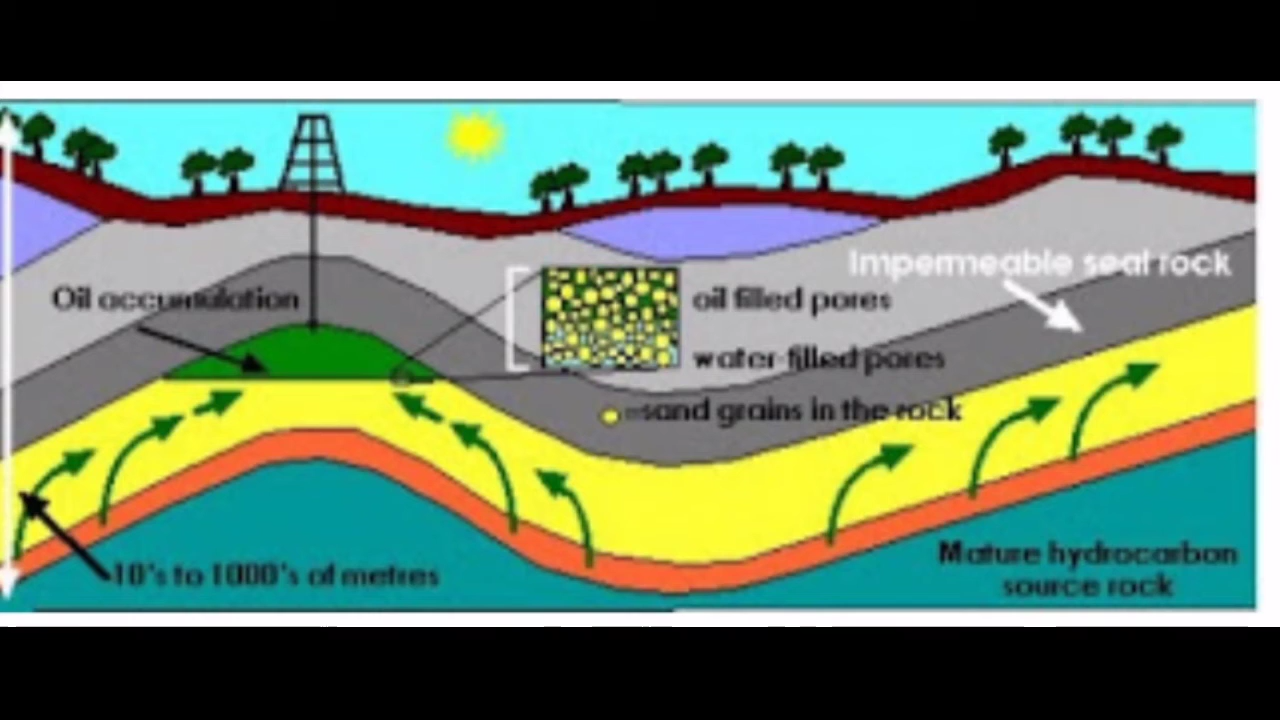 Impermeable seal rock
Oil accumulation
oil filled pores
water-filled pores
=sand grains in the rock
10's to 1000's of metres
Mature hydrocarbon
source rock